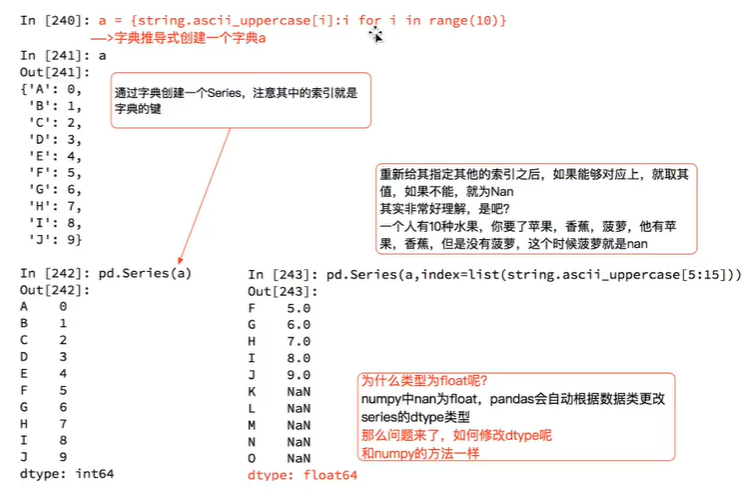 In [240]: a = {string.ascii_uppercase[i]:i for i in range(10)}
——>字典推导式创建一个字典a
In [241]: a
Out[241]:
{'A': 0,
'B': 1,
'C': 2,
'D': 3,
'E': 4,
'F': 5,
'G': 6,
'H': 7,
'I': 8,
'J': 9}
通过字典创建一个Series，注意其中的索引就是
字典的键
重新给其指定其他的索引之后，如果能够对应上，就取其
值，如果不能，就为Nan
其实非常好理解，是吧？
一个人有10种水果，你要了苹果，香蕉，菠萝，他有苹
果，香蕉，但是没有菠萝，这个时候菠萝就是nan
In [242]: pd.Series(a)
Out[242]:
A 0
B 1
C 2
D 3
E 4
F 5
G 6
H 7
I 8
J 9
dtype: int64
In [243]: pd.Series(a,index=list(string.ascii_uppercase[5:15]))
Out[243]:
F 5.0
G 6.0
H 7.0
I 8.0
J 9.0
K NaN
L NaN
M NaN
N NaN
O NaN
dtype: float64
为什么类型为float呢？
numpy中nan为float，pandas会自动根据数据类更改
series的dtype类型
那么问题来了，如何修改dtype呢
和numpy的方法一样